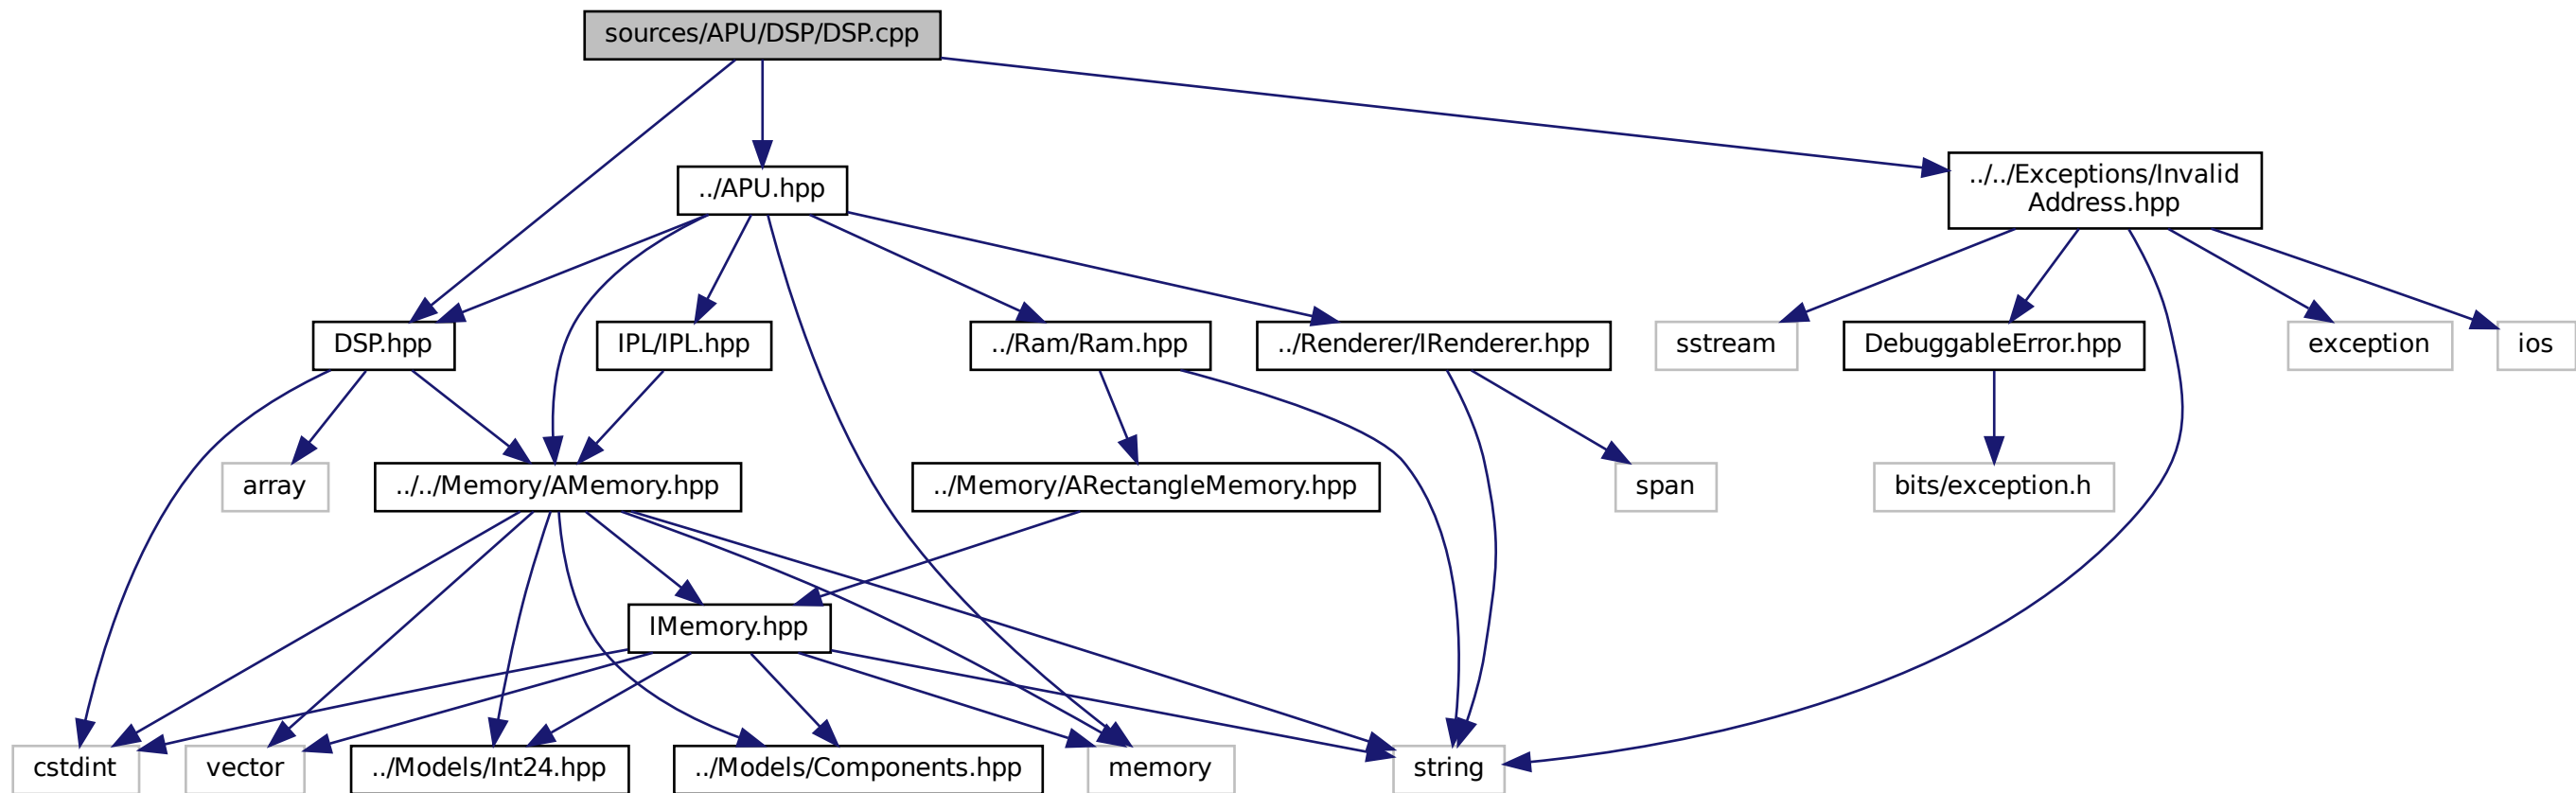 sources/APU/DSP/DSP.cpp
../APU.hpp
../../Exceptions/Invalid
Address.hpp
DSP.hpp
IPL/IPL.hpp
../Ram/Ram.hpp
../Renderer/IRenderer.hpp
sstream
DebuggableError.hpp
exception
ios
array
../../Memory/AMemory.hpp
../Memory/ARectangleMemory.hpp
span
bits/exception.h
IMemory.hpp
cstdint
vector
../Models/Int24.hpp
../Models/Components.hpp
memory
string